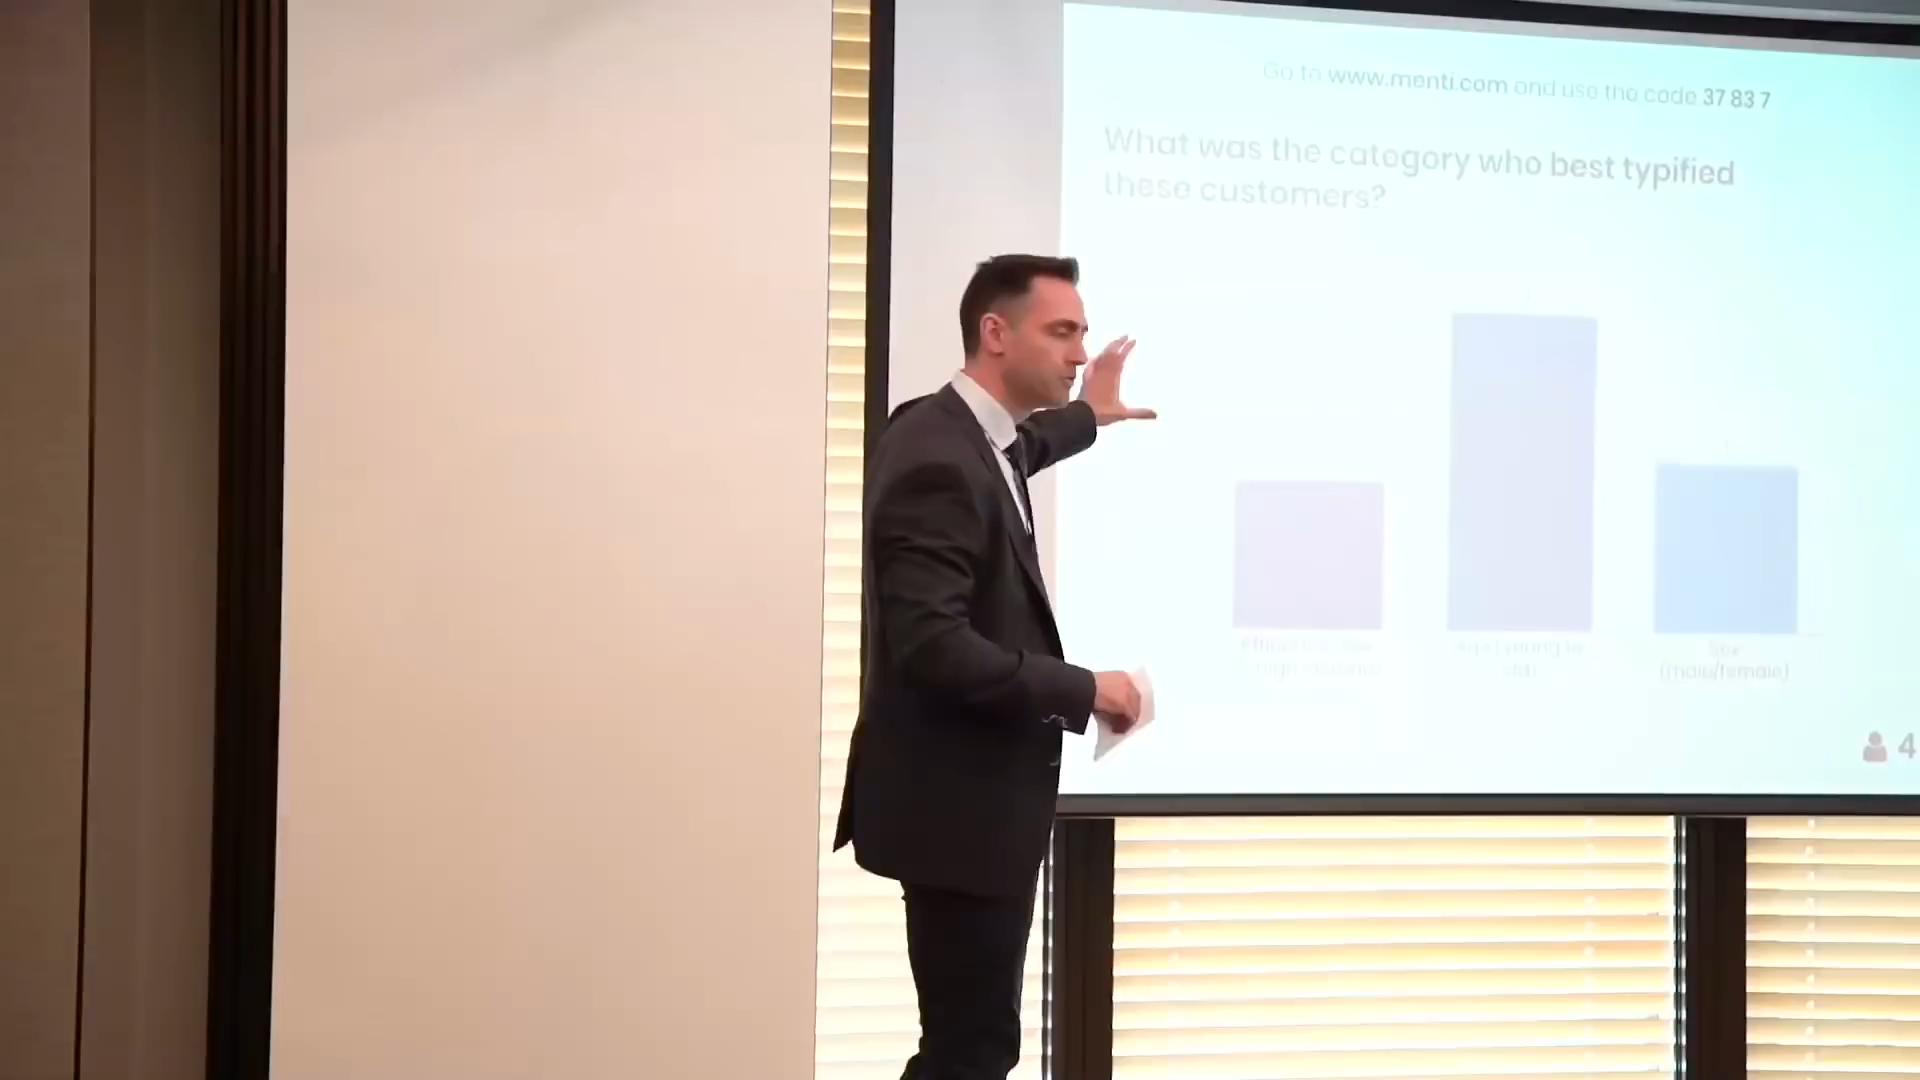 Go to www.menti.com and use the code 37 83 7
What was the category who best typified
these customers?
Sex
(male/female)
4